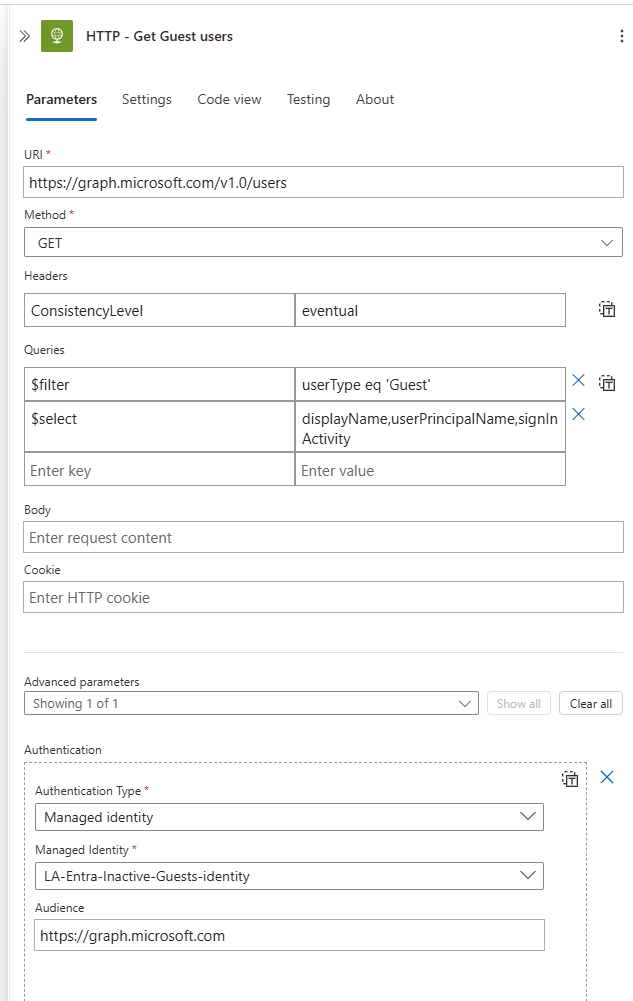 HTTP - Get Guest users
Parameters Settings Code view Testing About
URI *
https://graph.microsoft.com/v1.0/users
Method *
GET
Headers
ConsistencyLevel eventual
Queries
$filter userType eq 'Guest'
$select displayName,userPrincipalName,signIn
Activity
Enter key Enter value
Body
Enter request content
Cookie
Enter HTTP cookie
Advanced parameters
Showing 1 of 1 Show all Clear all
Authentication
Authentication Type *
Managed identity
Managed Identity *
LA-Entra-Inactive-Guests-identity
Audience
https://graph.microsoft.com